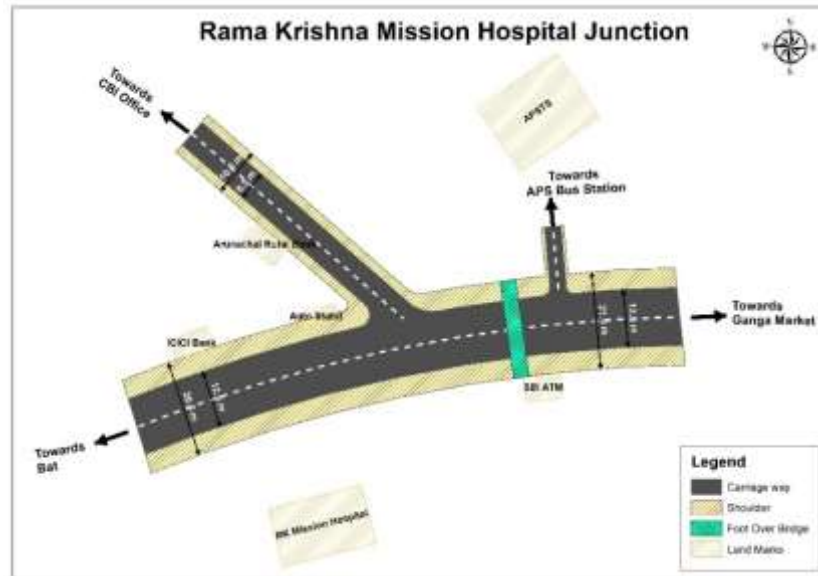 Rama Krishna Mission Hospital Junction
Towards
CBI Office
APSTS
Towards
APS Bus Station
Arunachal Rural Bank
Auto-Stand
ICICI Bank
Towards
Ganga Market
SBI ATM
Towards
Bat
RK Mission Hospital
Legend
Carriage way
Shoulder
Foot Over Bridge
Land Marks